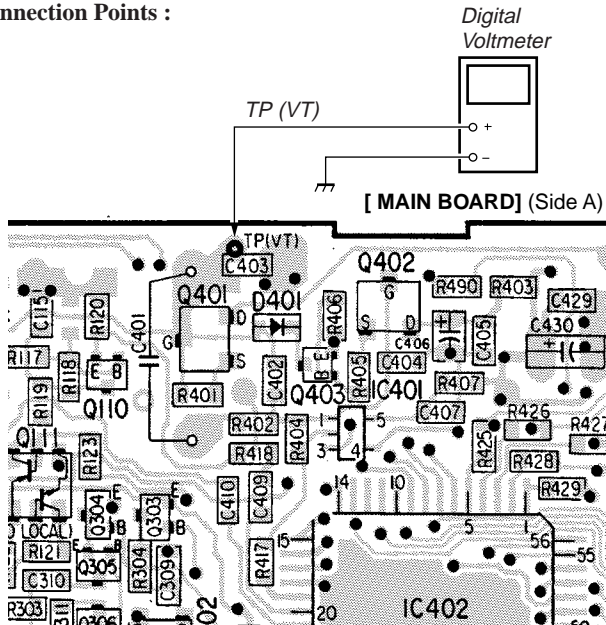 nnection Points :
Digital
Voltmeter
TP (VT)
+
–
[ MAIN BOARD] (Side A)
TP(VT)
C403
Q402
Q401
D401
G
R490
R403
C429
C115
R120
C401
D
R406
S
D
+
C405
C430
+
G
C406
R117
E
B
S
C402
E
B
R405
C404
R118
R401
Q403
IC401
R407
R119
Q110
R402
R404
1
5
C407
R426
R427
Q111
R123
R418
3
4
R425
R428
C410
C409
14
10
R429
Q304
E
B
Q303
E
B
5
1
LOCAL)
15
56
55
R121
E
B
R304
C309
R417
Q305
C310
R303
311
Q306
02
20
IC402
60